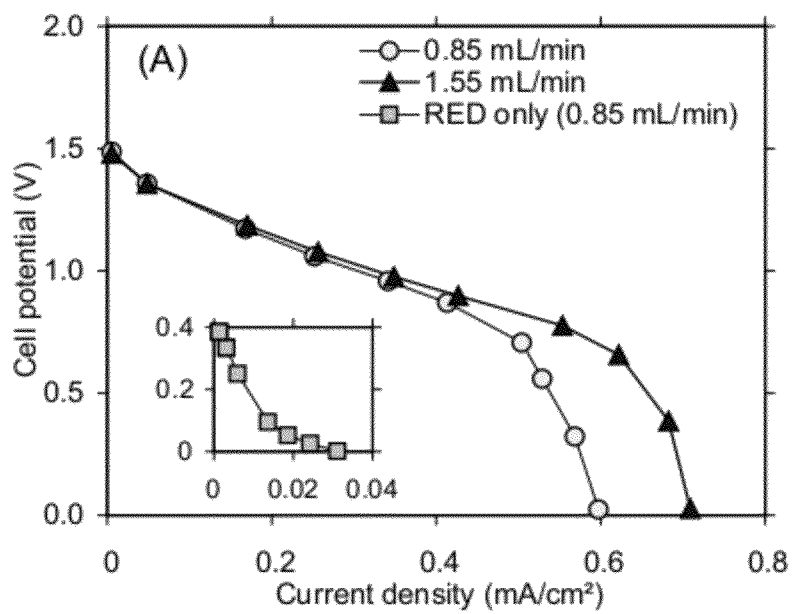 2.0
(A)
0.85 mL/min
1.55 mL/min
RED only (0.85 mL/min)
1.5
Cell potential (V)
1.0
0.4
0.2
0.5
0
0 0.02 0.04
0.0
0 0.2 0.4 0.6 0.8
Current density (mA/cm²)